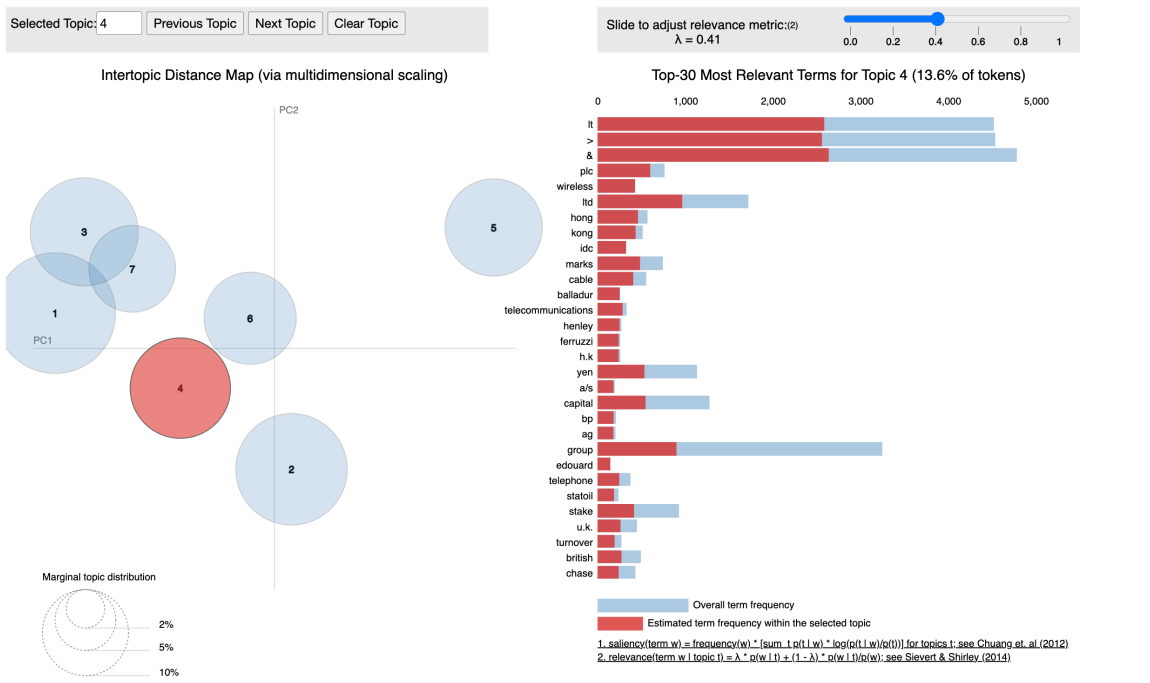 Selected Topic: 4 Previous Topic Next Topic Clear Topic
Slide to adjust relevance metric:(2)
λ = 0.41
0.0 0.2 0.4 0.6 0.8 1
Intertopic Distance Map (via multidimensional scaling)
PC2
3
5
7
1
6
PC1
4
2
Marginal topic distribution
2%
5%
10%
Top-30 Most Relevant Terms for Topic 4 (13.6% of tokens)
0 1,000 2,000 3,000 4,000 5,000
lt
>
&
plc
wireless
ltd
hong
kong
idc
marks
cable
balladur
telecommunications
henley
ferruzzi
h.k
yen
a/s
capital
bp
ag
group
edouard
telephone
statoil
stake
u.k.
turnover
british
chase
Overall term frequency
Estimated term frequency within the selected topic
1. saliency(term w) = frequency(w) * [sum_t p(t | w) * log(p(t | w)/p(t))] for topics t; see Chuang et. al (2012)
2. relevance(term w | topic t) = λ * p(w | t) + (1 - λ) * p(w | t)/p(w); see Sievert & Shirley (2014)